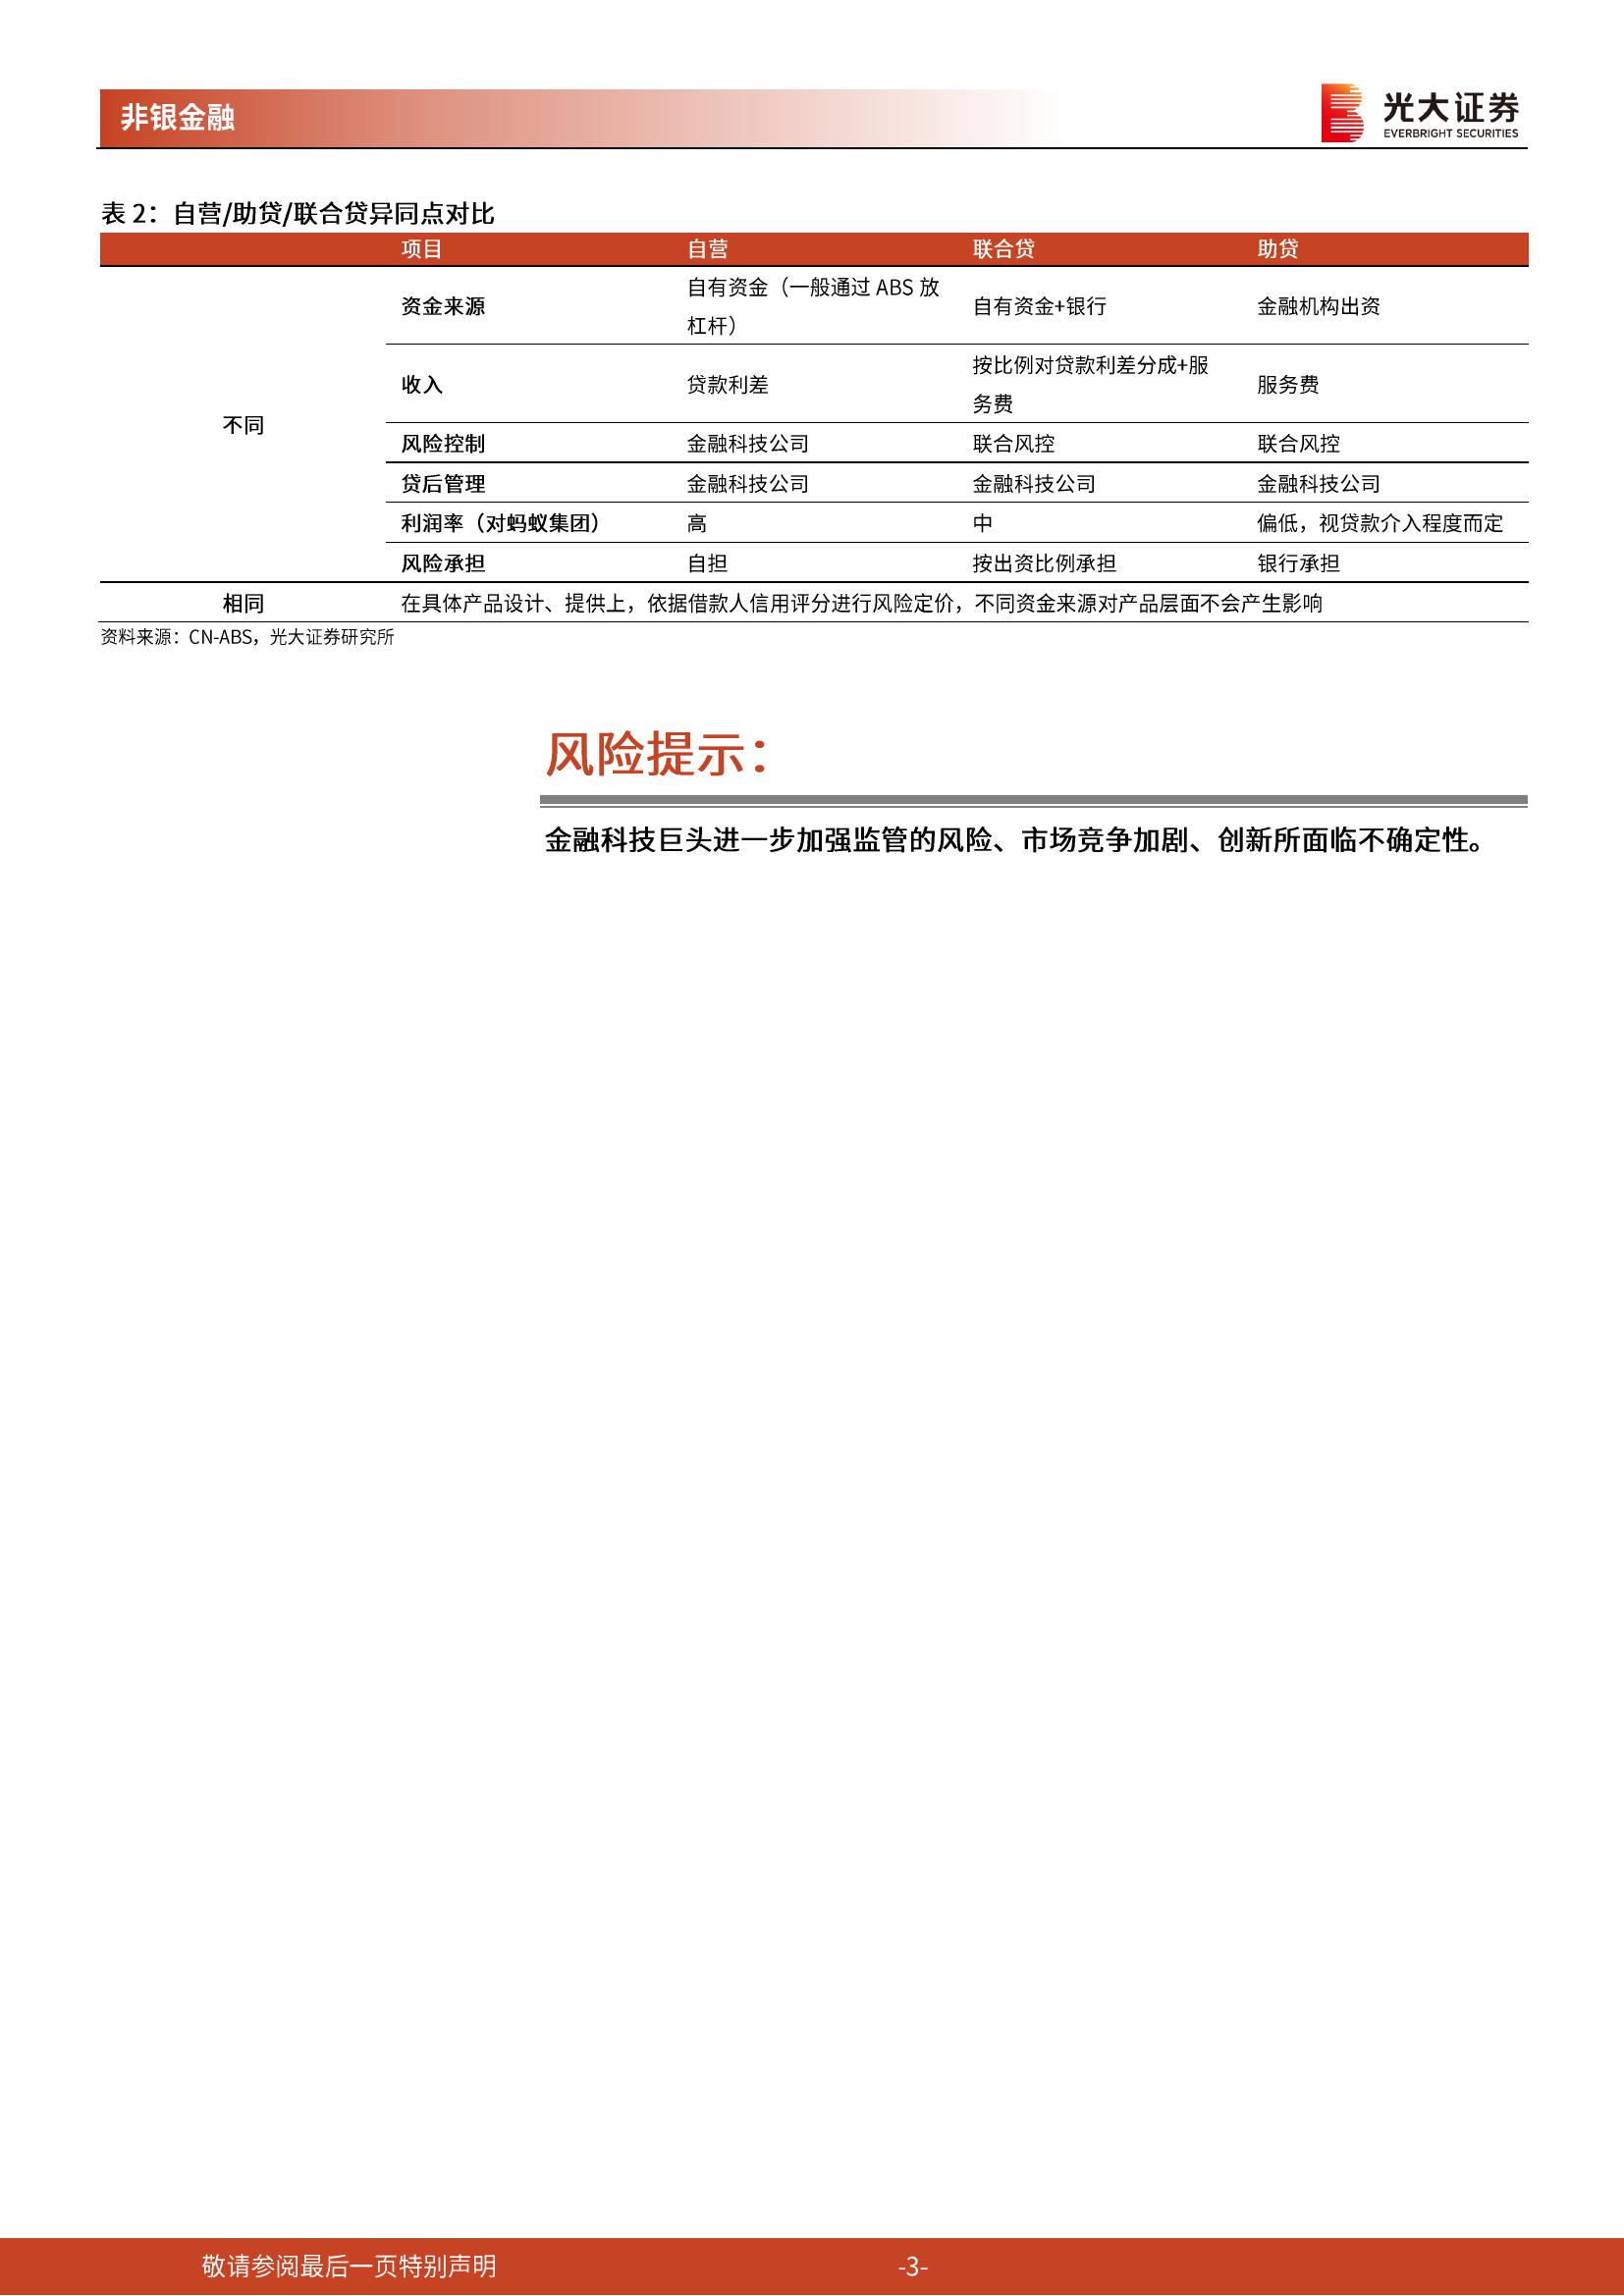 非银金融
光大证券
EVERBRIGHT SECURITIES
表 2：自营/助贷/联合贷异同点对比
项目 自营 联合贷 助贷
不同
资金来源 自有资金（一般通过 ABS 放杠杆） 自有资金+银行 金融机构出资
收入 贷款利差 按比例对贷款利差分成+服务费 服务费
风险控制 金融科技公司 联合风控 联合风控
贷后管理 金融科技公司 金融科技公司 金融科技公司
利润率（对蚂蚁集团） 高 中 偏低，视贷款介入程度而定
风险承担 自担 按出资比例承担 银行承担
相同 在具体产品设计、提供上，依据借款人信用评分进行风险定价，不同资金来源对产品层面不会产生影响
资料来源：CN-ABS，光大证券研究所
风险提示：
金融科技巨头进一步加强监管的风险、市场竞争加剧、创新所面临不确定性。
敬请参阅最后一页特别声明 -3-